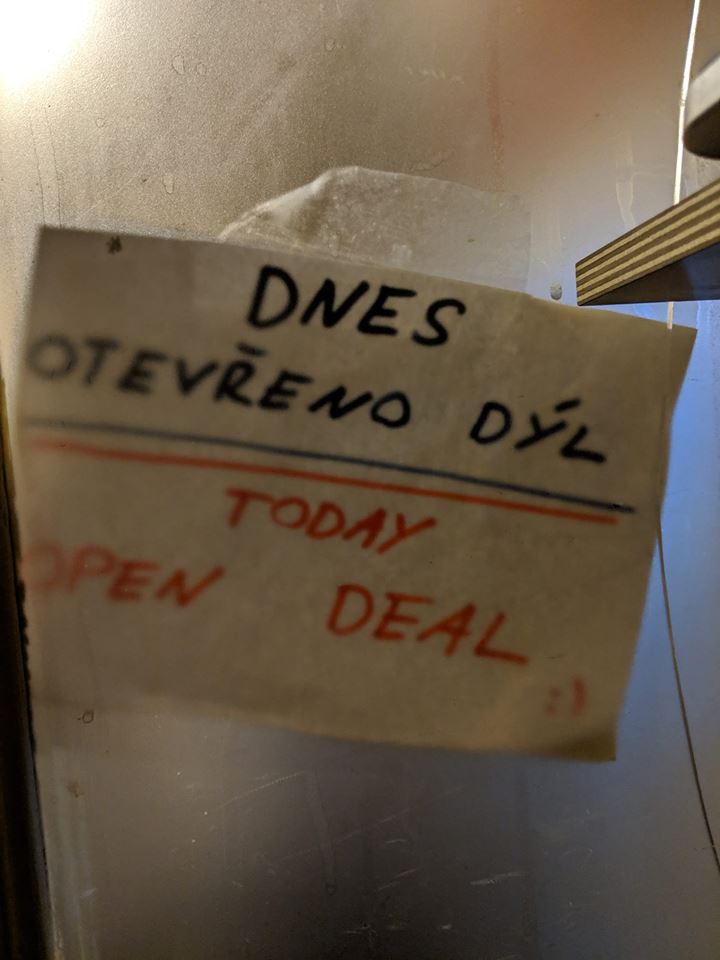 DNES
OTEVŘENO DÝL
TODAY
OPEN DEAL
:)